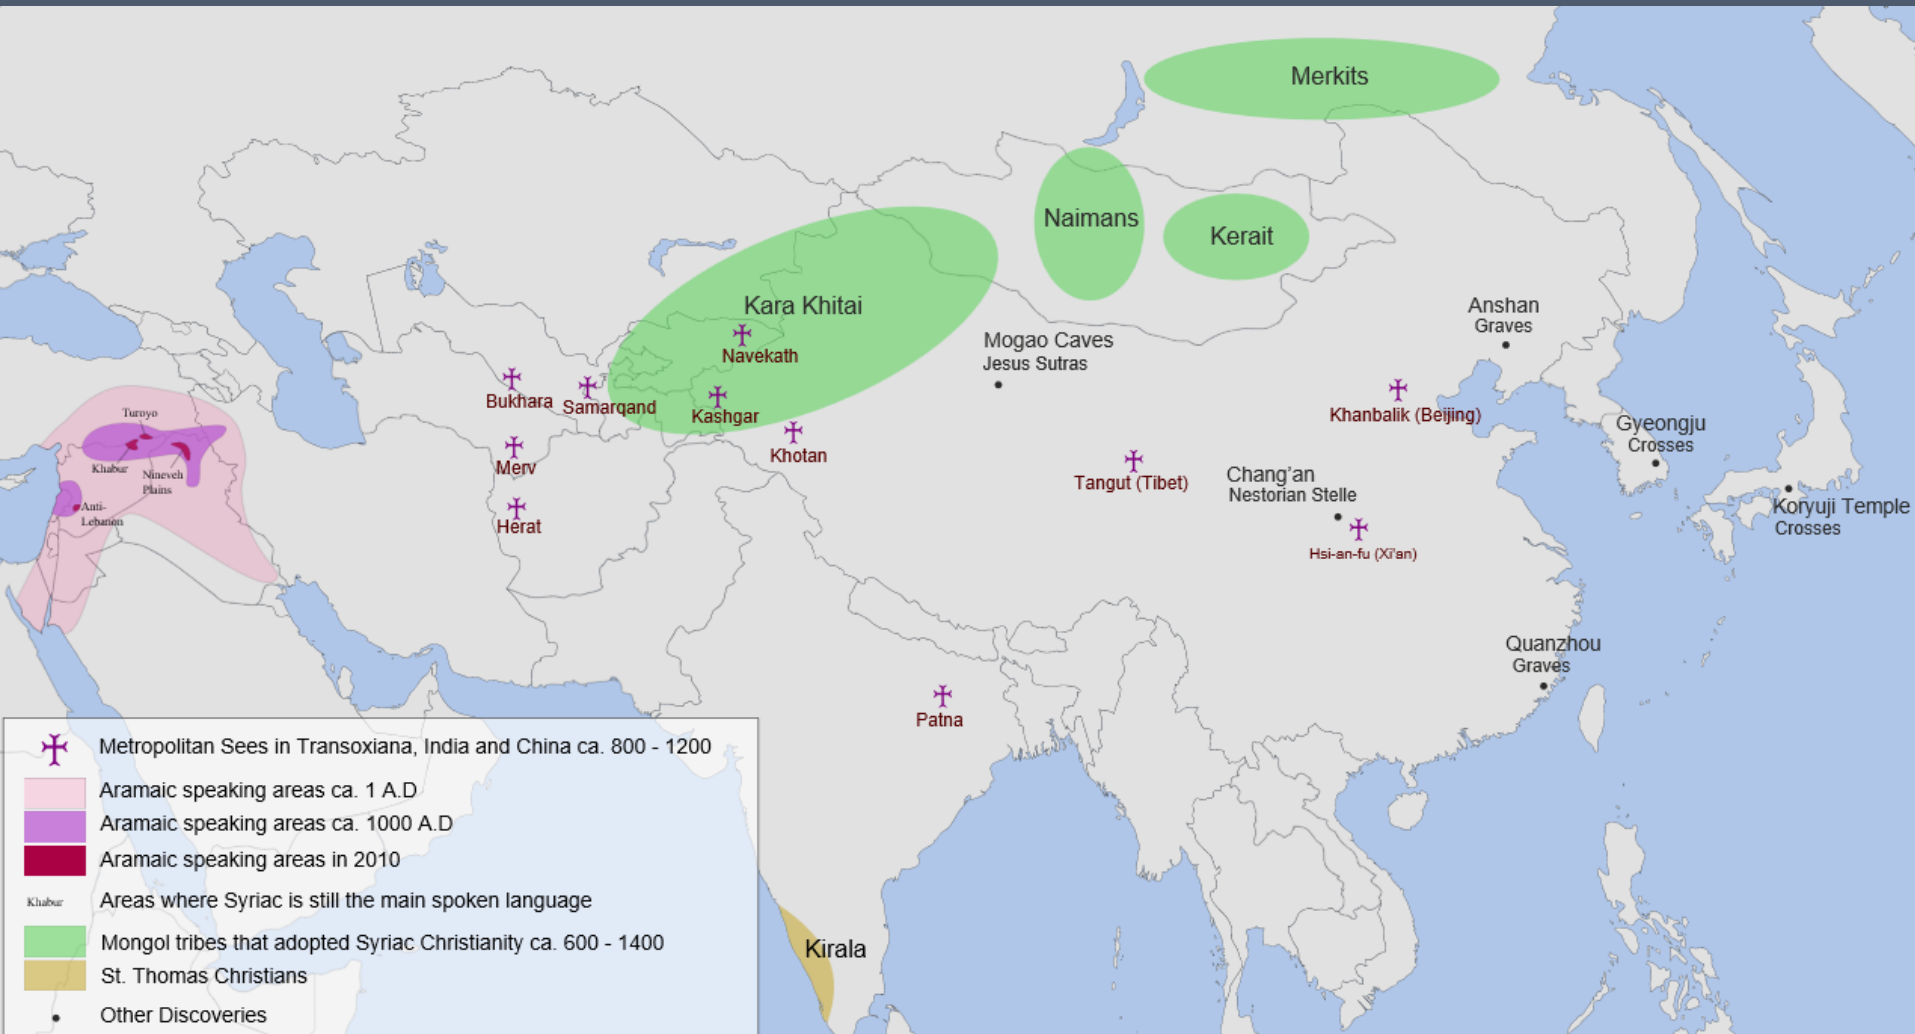 Merkits
Naimans
Kerait
Kara Khitai
Navekath
Anshan
Graves
Mogao Caves
Jesus Sutras
Bukhara
Samarqand
Kashgar
Khanbalik (Beijing)
Turoyo
Khabur
Nineveh
Plains
Anti-
Lebanon
Merv
Khotan
Herat
Tangut (Tibet)
Chang'an
Nestorian Stelle
Hsi-an-fu (Xi'an)
Gyeongju
Crosses
Koryuji Temple
Crosses
Quanzhou
Graves
Patna
Kirala
Metropolitan Sees in Transoxiana, India and China ca. 800 - 1200
Aramaic speaking areas ca. 1 A.D
Aramaic speaking areas ca. 1000 A.D
Aramaic speaking areas in 2010
Khabur Areas where Syriac is still the main spoken language
Mongol tribes that adopted Syriac Christianity ca. 600 - 1400
St. Thomas Christians
Other Discoveries